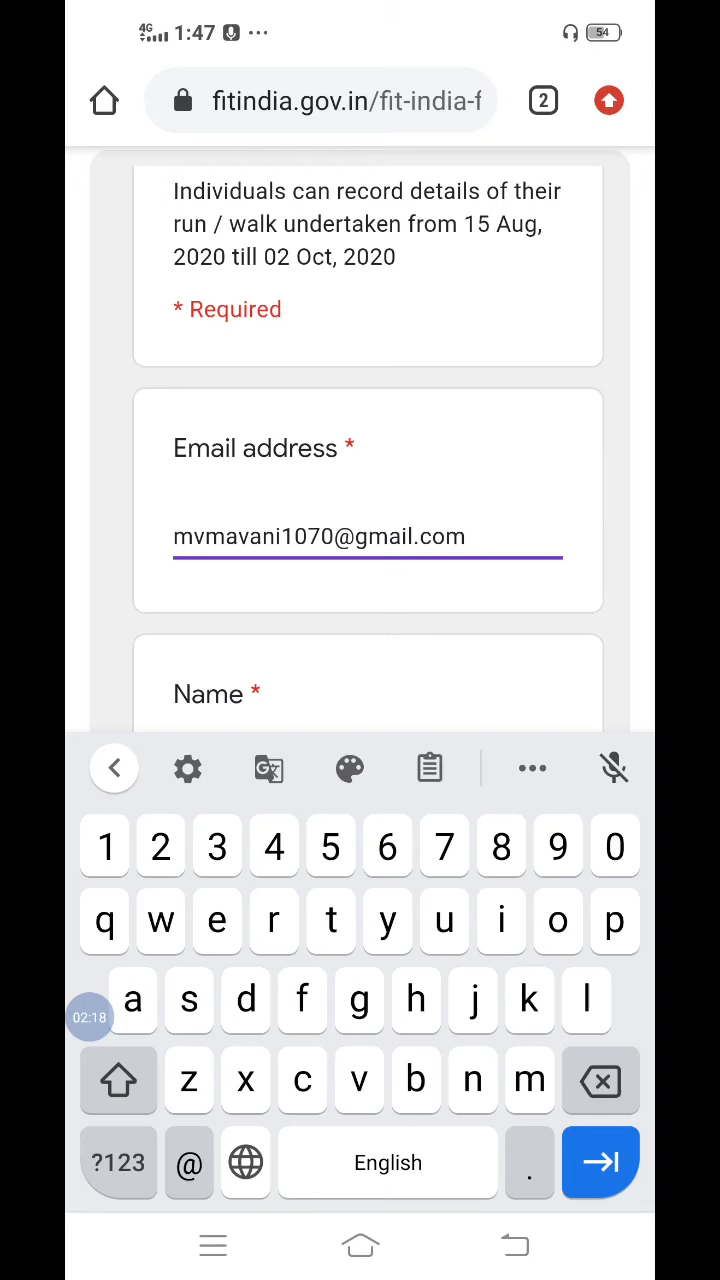 4G 1:47 54
fitindia.gov.in/fit-india-f 2
Individuals can record details of their
run / walk undertaken from 15 Aug,
2020 till 02 Oct, 2020
* Required
Email address *
mvmavani1070@gmail.com
Name *
1 2 3 4 5 6 7 8 9 0
q w e r t y u i o p
a s d f g h j k l
02:18
z x c v b n m
?123 @ English .